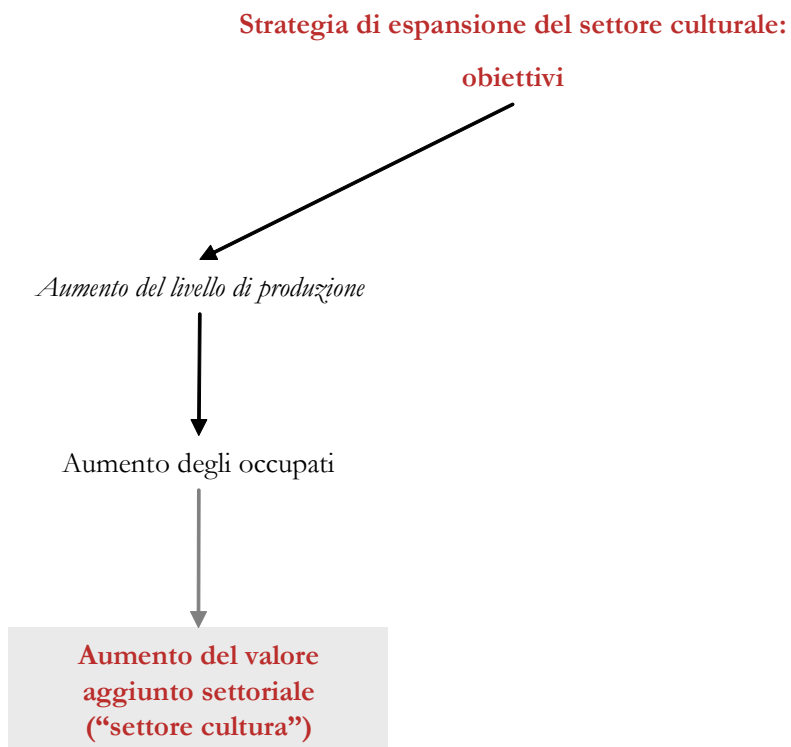 Strategia di espansione del settore culturale:
obiettivi
Aumento del livello di produzione
Aumento degli occupati
Aumento del valore
aggiunto settoriale
(“settore cultura”)